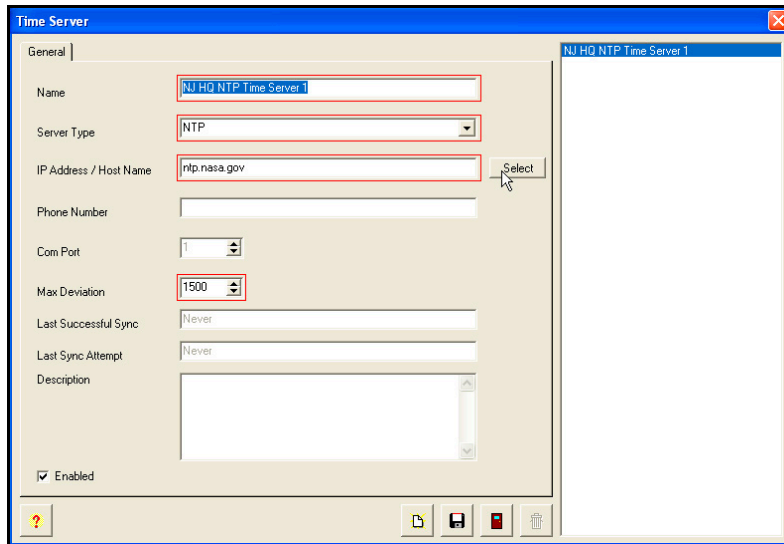 Time Server
General
NJ HQ NTP Time Server 1
Name
NJ HQ NTP Time Server 1
Server Type
NTP
IP Address / Host Name
ntp.nasa.gov
Select
Phone Number
Com Port
1
Max Deviation
1500
Last Successful Sync
Never
Last Sync Attempt
Never
Description
Enabled
?